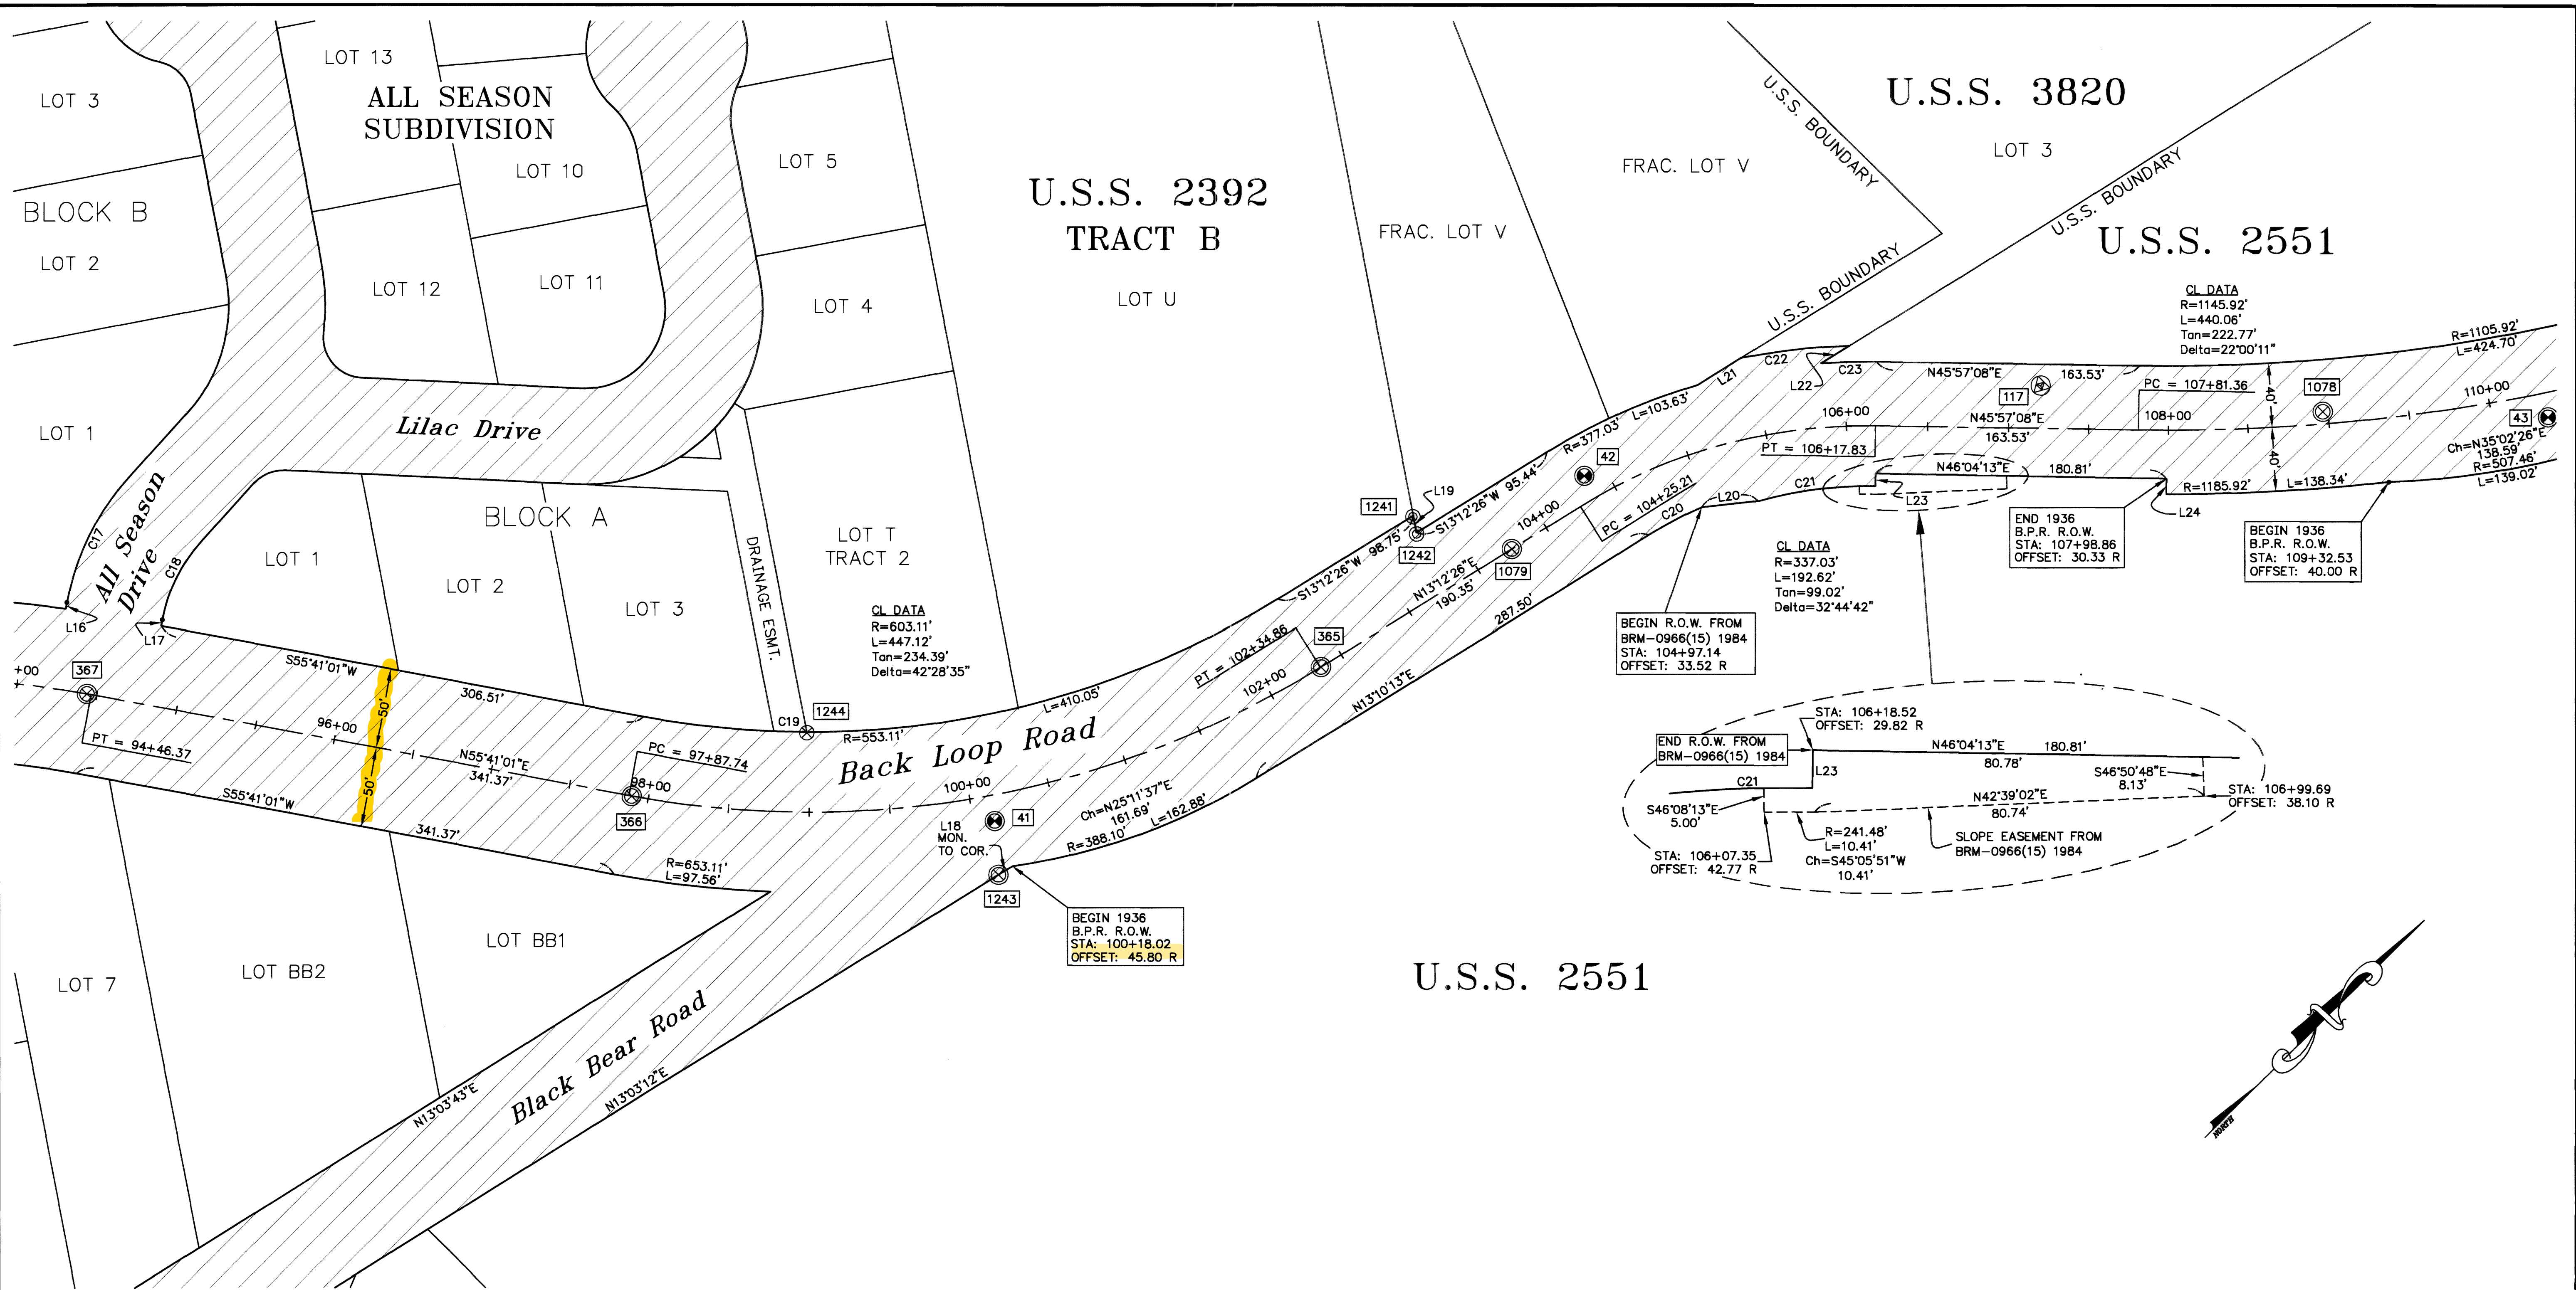 LOT 3
LOT 13
ALL SEASON
SUBDIVISION
LOT 10
LOT 5
BLOCK B
LOT 2
LOT 12
LOT 11
LOT 4
LOT 1
Lilac Drive
All Season
Drive
C17
C18
L16
L17
BLOCK A
LOT 1
LOT 2
LOT 3
DRAINAGE ESMT.
LOT T
TRACT 2
U.S.S. 2392
TRACT B
LOT U
FRAC. LOT V
FRAC. LOT V
U.S.S. BOUNDARY
U.S.S. BOUNDARY
U.S.S. BOUNDARY
U.S.S. 3820
LOT 3
U.S.S. 2551
CL DATA
R=1145.92'
L=440.06'
Tan=222.77'
Delta=22°00'11"
R=1105.92'
L=424.70'
CL DATA
R=603.11'
L=447.12'
Tan=234.39'
Delta=42°28'35"
+00
367
PT = 94+46.37
S55°41'01"W
306.51'
50'
50'
96+00
N55°41'01"E
341.37'
S55°41'01"W
341.37'
PC = 97+87.74
98+00
366
C19
1244
R=553.11'
L=410.05'
Back Loop Road
100+00
R=653.11'
L=97.56'
L18
MON.
TO COR.
41
1243
Ch=N25°11'37"E
161.69'
R=388.10'
L=162.88'
BEGIN 1936
B.P.R. R.O.W.
STA: 100+18.02
OFFSET: 45.80 R
PT = 102+34.86
102+00
365
N13°10'13"E
287.50'
S13°12'26"W 98.75'
1241
L19
1242
S13°12'26"W 95.44'
N13°12'26"E
190.35'
1079
104+00
PC = 104+25.21
42
R=377.03'
L=103.63'
L21
C22
L22
C23
N45°57'08"E
163.53'
117
106+00
N45°57'08"E
163.53'
PT = 106+17.83
PC = 107+81.36
108+00
40'
40'
1078
110+00
43
Ch=N35°02'26"E
138.59'
R=507.46'
L=139.02'
C20
L20
C21
L23
N46°04'13"E
180.81'
R=1185.92'
L=138.34'
L24
END 1936
B.P.R. R.O.W.
STA: 107+98.86
OFFSET: 30.33 R
BEGIN 1936
B.P.R. R.O.W.
STA: 109+32.53
OFFSET: 40.00 R
CL DATA
R=337.03'
L=192.62'
Tan=99.02'
Delta=32°44'42"
BEGIN R.O.W. FROM
BRM-0966(15) 1984
STA: 104+97.14
OFFSET: 33.52 R
STA: 106+18.52
OFFSET: 29.82 R
END R.O.W. FROM
BRM-0966(15) 1984
N46°04'13"E 180.81'
80.78'
L23
C21
S46°50'48"E
8.13'
S46°08'13"E
5.00'
N42°39'02"E
80.74'
STA: 106+99.69
OFFSET: 38.10 R
R=241.48'
L=10.41'
Ch=S45°05'51"W
10.41'
SLOPE EASEMENT FROM
BRM-0966(15) 1984
STA: 106+07.35
OFFSET: 42.77 R
LOT 7
LOT BB2
LOT BB1
Black Bear Road
N13°03'43"E
N13°03'12"E
U.S.S. 2551
NORTH